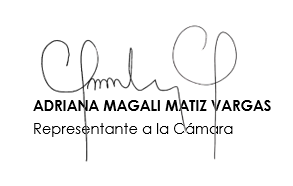 ADRIANA MAGALI MATIZ VARGAS
Representante a la Cámara